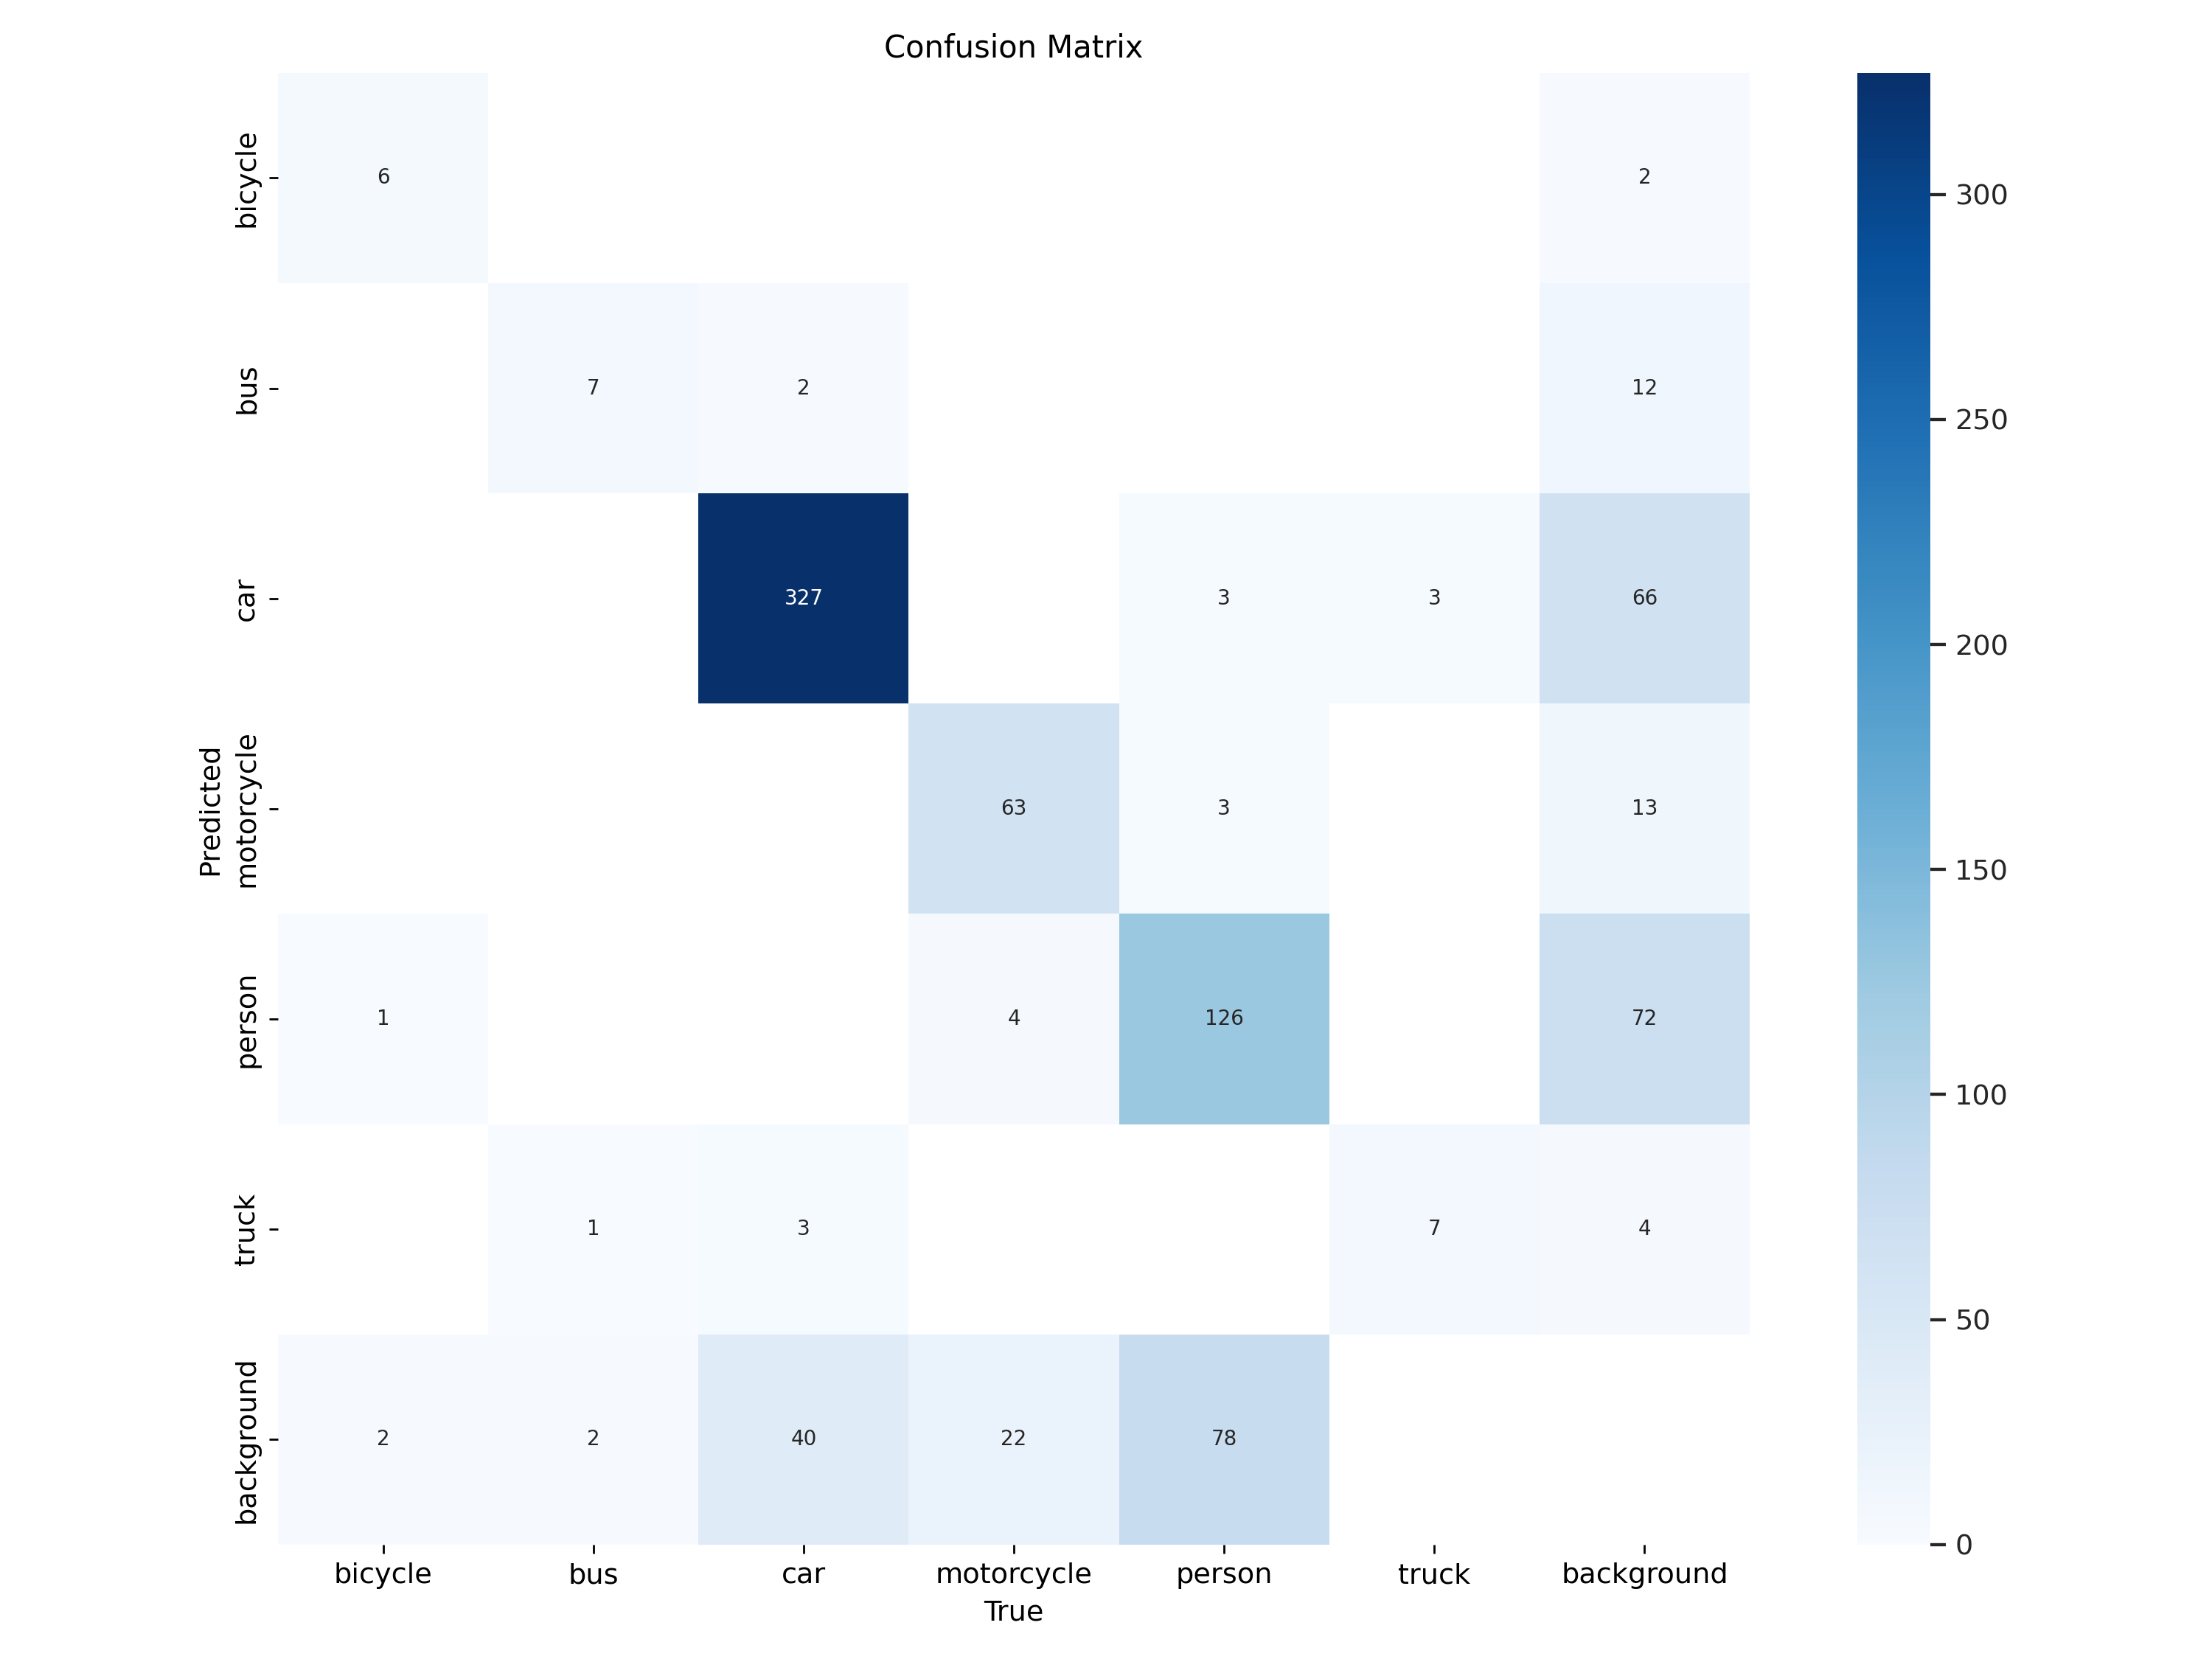 Confusion Matrix
bicycle 6 2
bus 7 2 12
car 327 3 3 66
motorcycle 63 3 13
person 1 4 126 72
truck 1 3 7 4
background 2 2 40 22 78
Predicted
bicycle bus car motorcycle person truck background
True
300
250
200
150
100
50
0